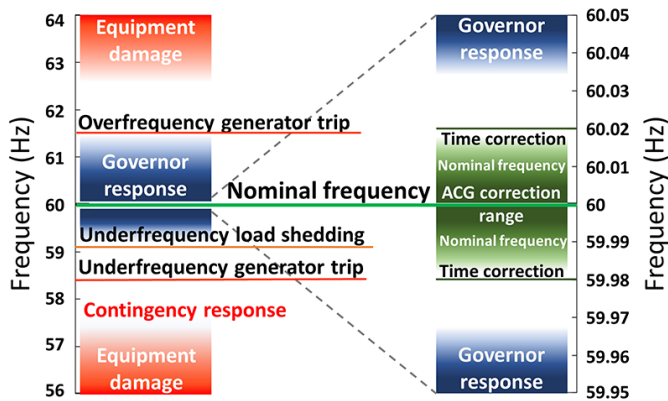 64
63
62
61
60
59
58
57
56
Frequency (Hz)
Equipment
damage
Overfrequency generator trip
Governor
response
Nominal frequency
Underfrequency load shedding
Underfrequency generator trip
Contingency response
Equipment
damage
Governor
response
Time correction
Nominal frequency
ACG correction
range
Nominal frequency
Time correction
Governor
response
60.05
60.04
60.03
60.02
60.01
60
59.99
59.98
59.97
59.96
59.95
Frequency (Hz)